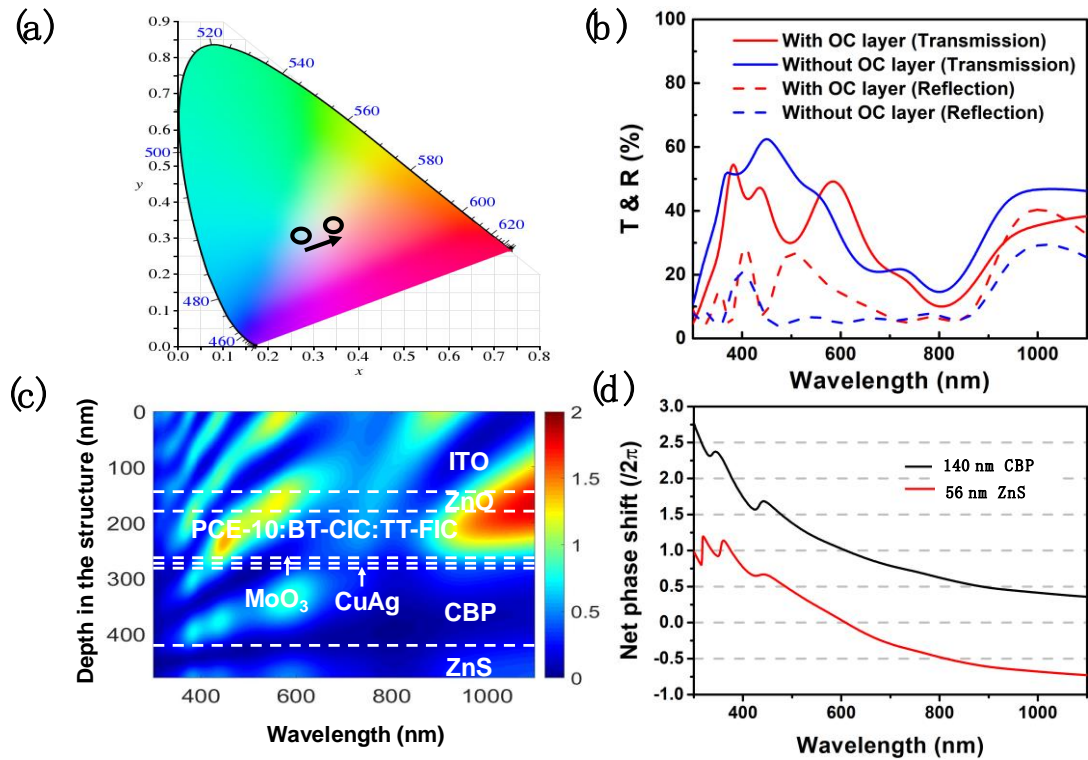 (a)
0.9
0.8
0.7
0.6
0.5
0.4
0.3
0.2
0.1
0.0
y
520
540
560
580
600
620
500
480
460
0.0 0.1 0.2 0.3 0.4 0.5 0.6 0.7 0.8
x
(b)
100
80
60
40
20
0
T & R (%)
With OC layer (Transmission)
Without OC layer (Transmission)
With OC layer (Reflection)
Without OC layer (Reflection)
400 600 800 1000
Wavelength (nm)
(c)
Depth in the structure (nm)
0
100
200
300
400
ITO
ZnO
PCE-10:BT-CIC:TT-FIC
MoO₃
CuAg
CBP
ZnS
2
1.5
1
0.5
0
400 600 800 1000
Wavelength (nm)
(d)
Net phase shift (/2π)
3.0
2.5
2.0
1.5
1.0
0.5
0.0
-0.5
-1.0
140 nm CBP
56 nm ZnS
400 600 800 1000
Wavelength (nm)